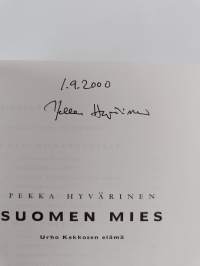 1.9.2000
Pekka Hyvärinen
PEKKA HYVÄRINEN
SUOMEN MIES
Urho Kekkosen elämä